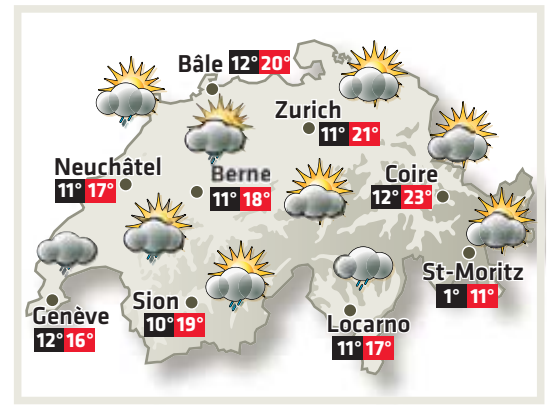 Bâle 12° 20°
Zurich
11° 21°
Neuchâtel
11° 17°
Berne
11° 18°
Coire
12° 23°
St-Moritz
1° 11°
Sion
10° 19°
Genève
12° 16°
Locarno
11° 17°